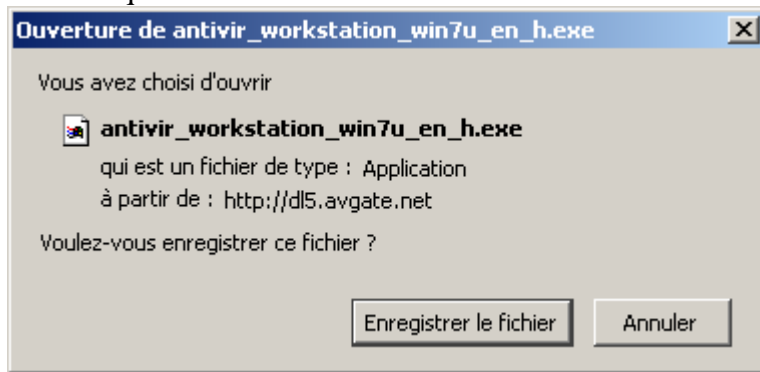 Ouverture de antivir_workstation_win7u_en_h.exe
Vous avez choisi d'ouvrir
antivir_workstation_win7u_en_h.exe
qui est un fichier de type : Application
à partir de : http://dl5.avgate.net
Voulez-vous enregistrer ce fichier ?
Enregistrer le fichier Annuler